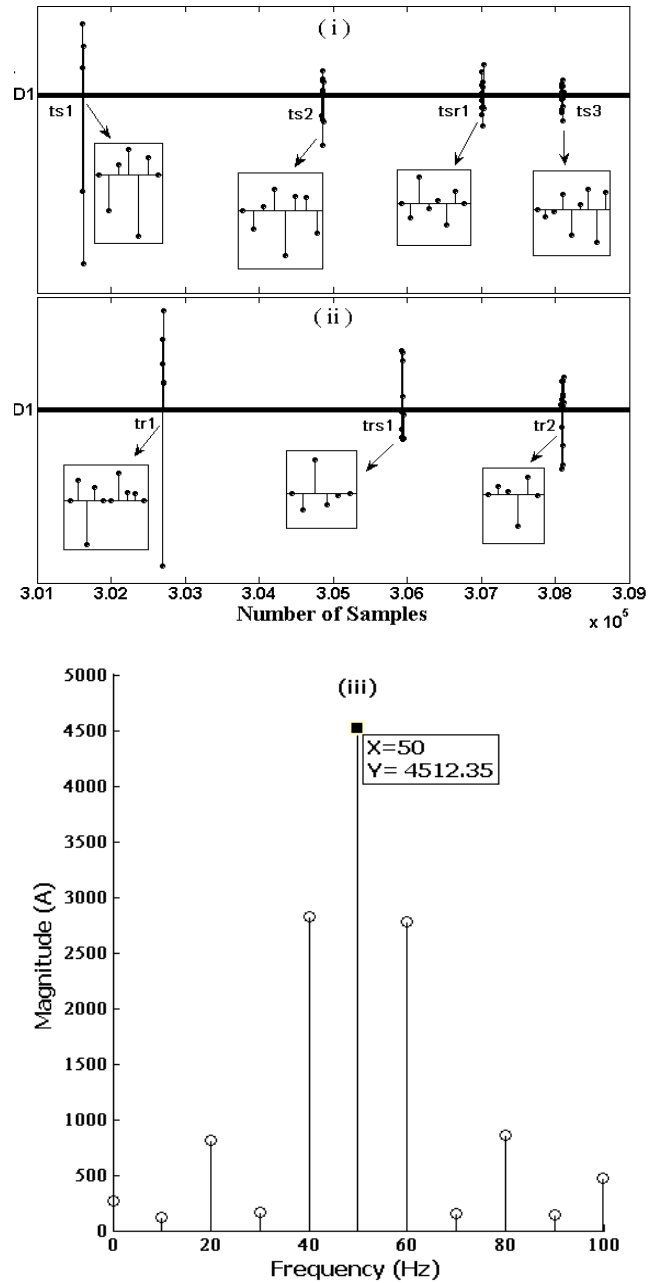 ( i )
D1
ts1
ts2
tsr1
ts3
( ii )
D1
tr1
trs1
tr2
3.01 3.02 3.03 3.04 3.05 3.06 3.07 3.08 3.09
Number of Samples
x 10⁵
(iii)
5000
4500
4000
3500
3000
2500
2000
1500
1000
500
0
X=50
Y= 4512.35
Magnitude (A)
0 20 40 60 80 100
Frequency (Hz)